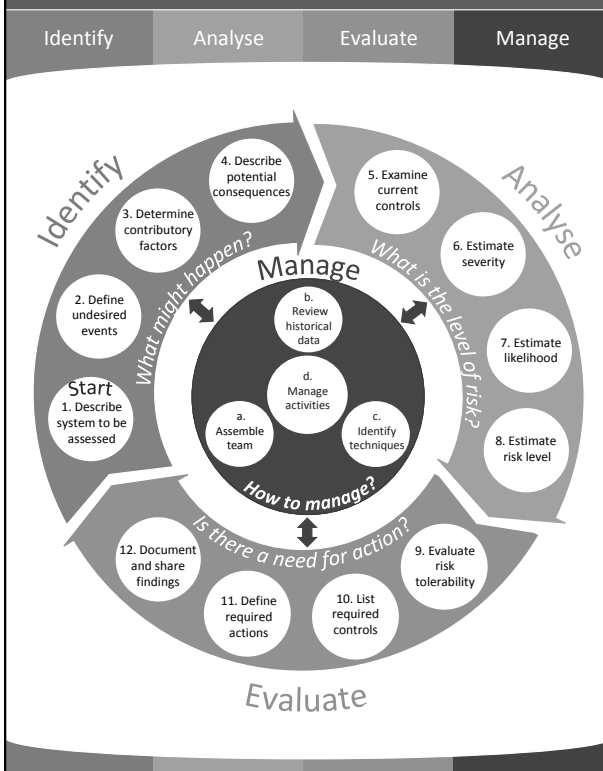 Identify
Analyse
Evaluate
Manage
Identify
What might happen?
Start
1. Describe
system to be
assessed
2. Define
undesired
events
3. Determine
contributory
factors
4. Describe
potential
consequences
Analyse
What is the level of risk?
5. Examine
current
controls
6. Estimate
severity
7. Estimate
likelihood
8. Estimate
risk level
Evaluate
Is there a need for action?
9. Evaluate
risk
tolerability
10. List
required
controls
11. Define
required
actions
12. Document
and share
findings
Manage
a.
Assemble
team
b.
Review
historical
data
c.
Identify
techniques
d.
Manage
activities
How to manage?